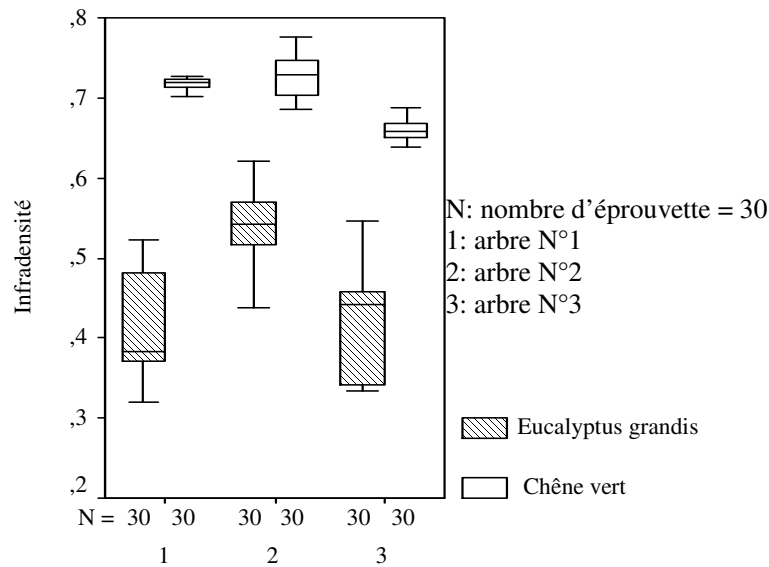 ,8
,7
,6
,5
,4
,3
,2
Infradensité
N = 30 30 30 30 30 30
1 2 3
N: nombre d'éprouvette = 30
1: arbre N°1
2: arbre N°2
3: arbre N°3
Eucalyptus grandis
Chêne vert